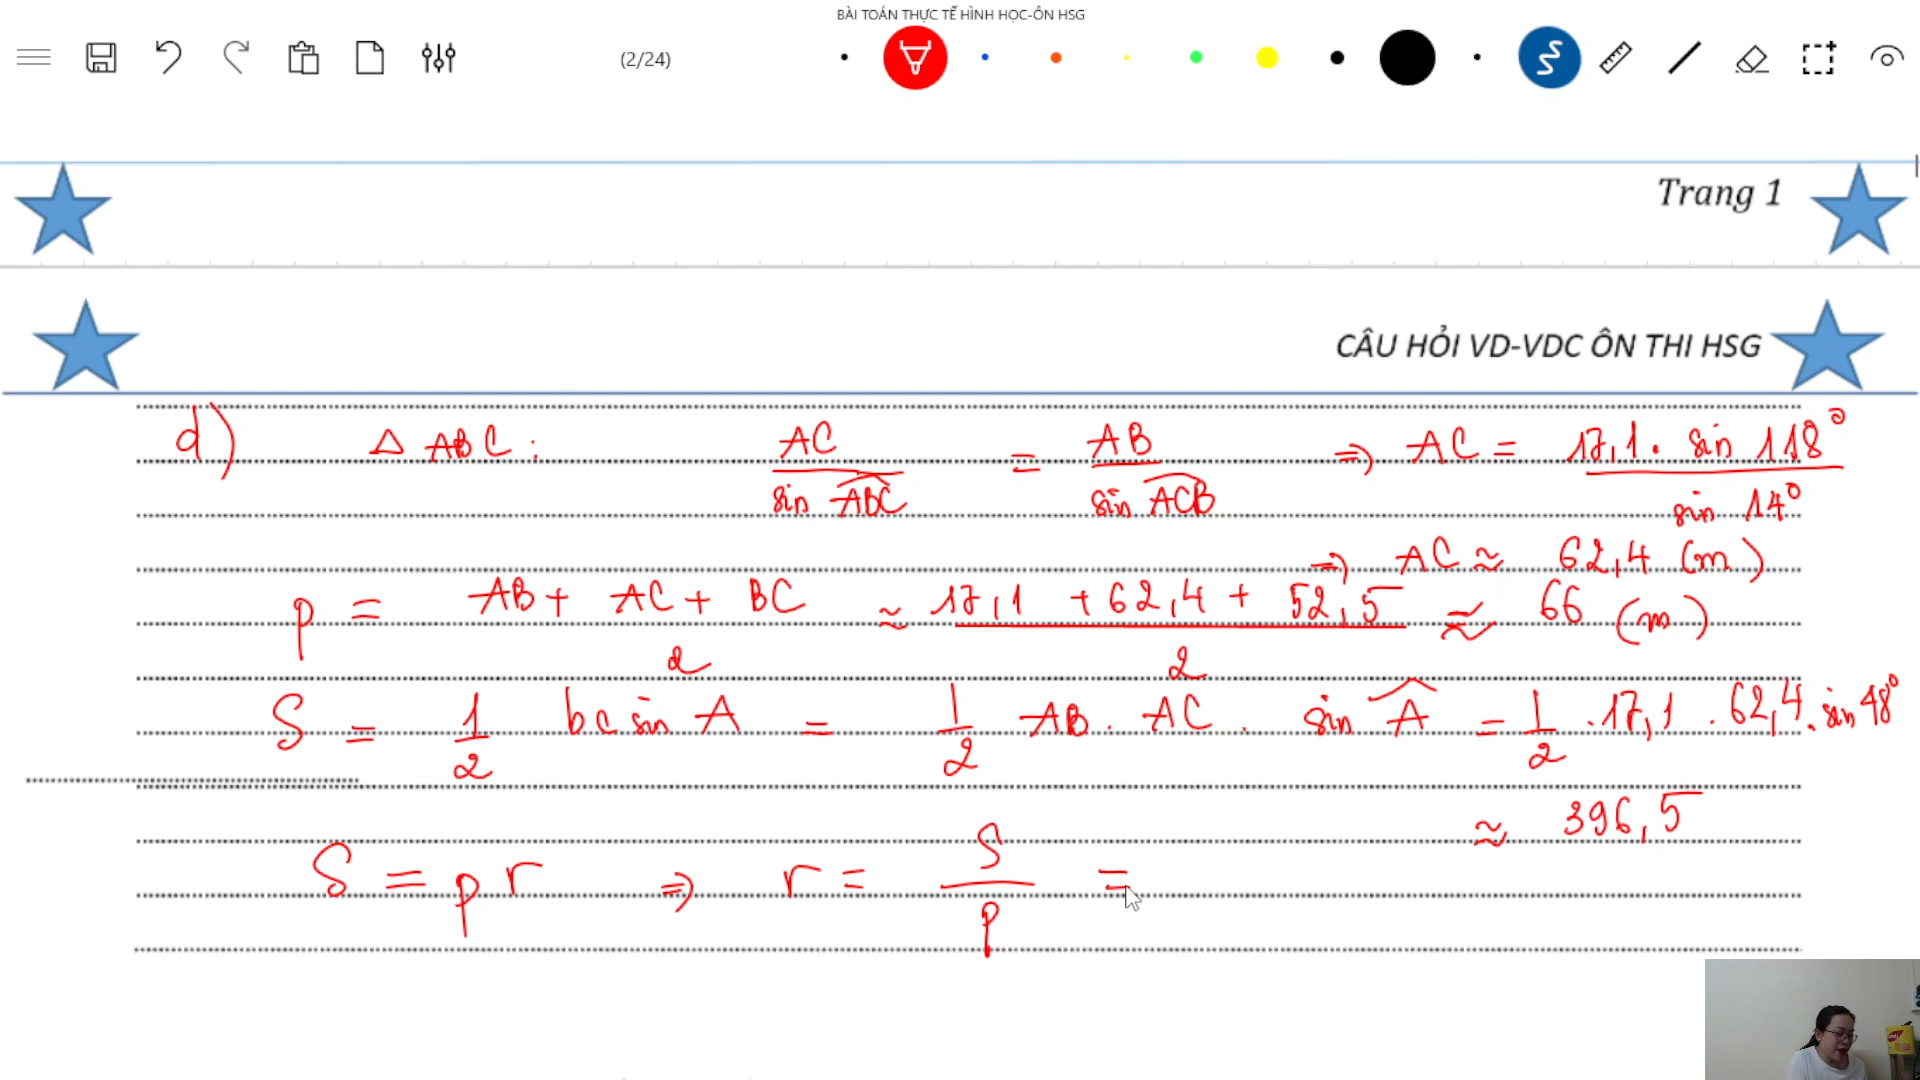 BÀI TOÁN THỰC TẾ HÌNH HỌC-ÔN HSG
(2/24)
Trang 1
CÂU HỎI VD-VDC ÔN THI HSG
d) Δ ABC: AC / sin ABC = AB / sin ACB ⇒ AC = 17,1 . sin 118° / sin 14°
⇒ AC ≈ 62,4 (m)
p = AB + AC + BC / 2 ≈ 17,1 + 62,4 + 52,5 / 2 ≈ 66 (m)
S = 1/2 bc sin A = 1/2 AB . AC . sin A = 1/2 . 17,1 . 62,4 . sin 48°
≈ 396,5
S = p r ⇒ r = S / p =